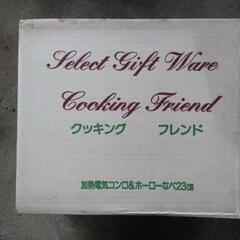 Select Gift Ware
Cooking Friend
クッキング フレンド
加熱電気コンロ&ホーローなべ23cm